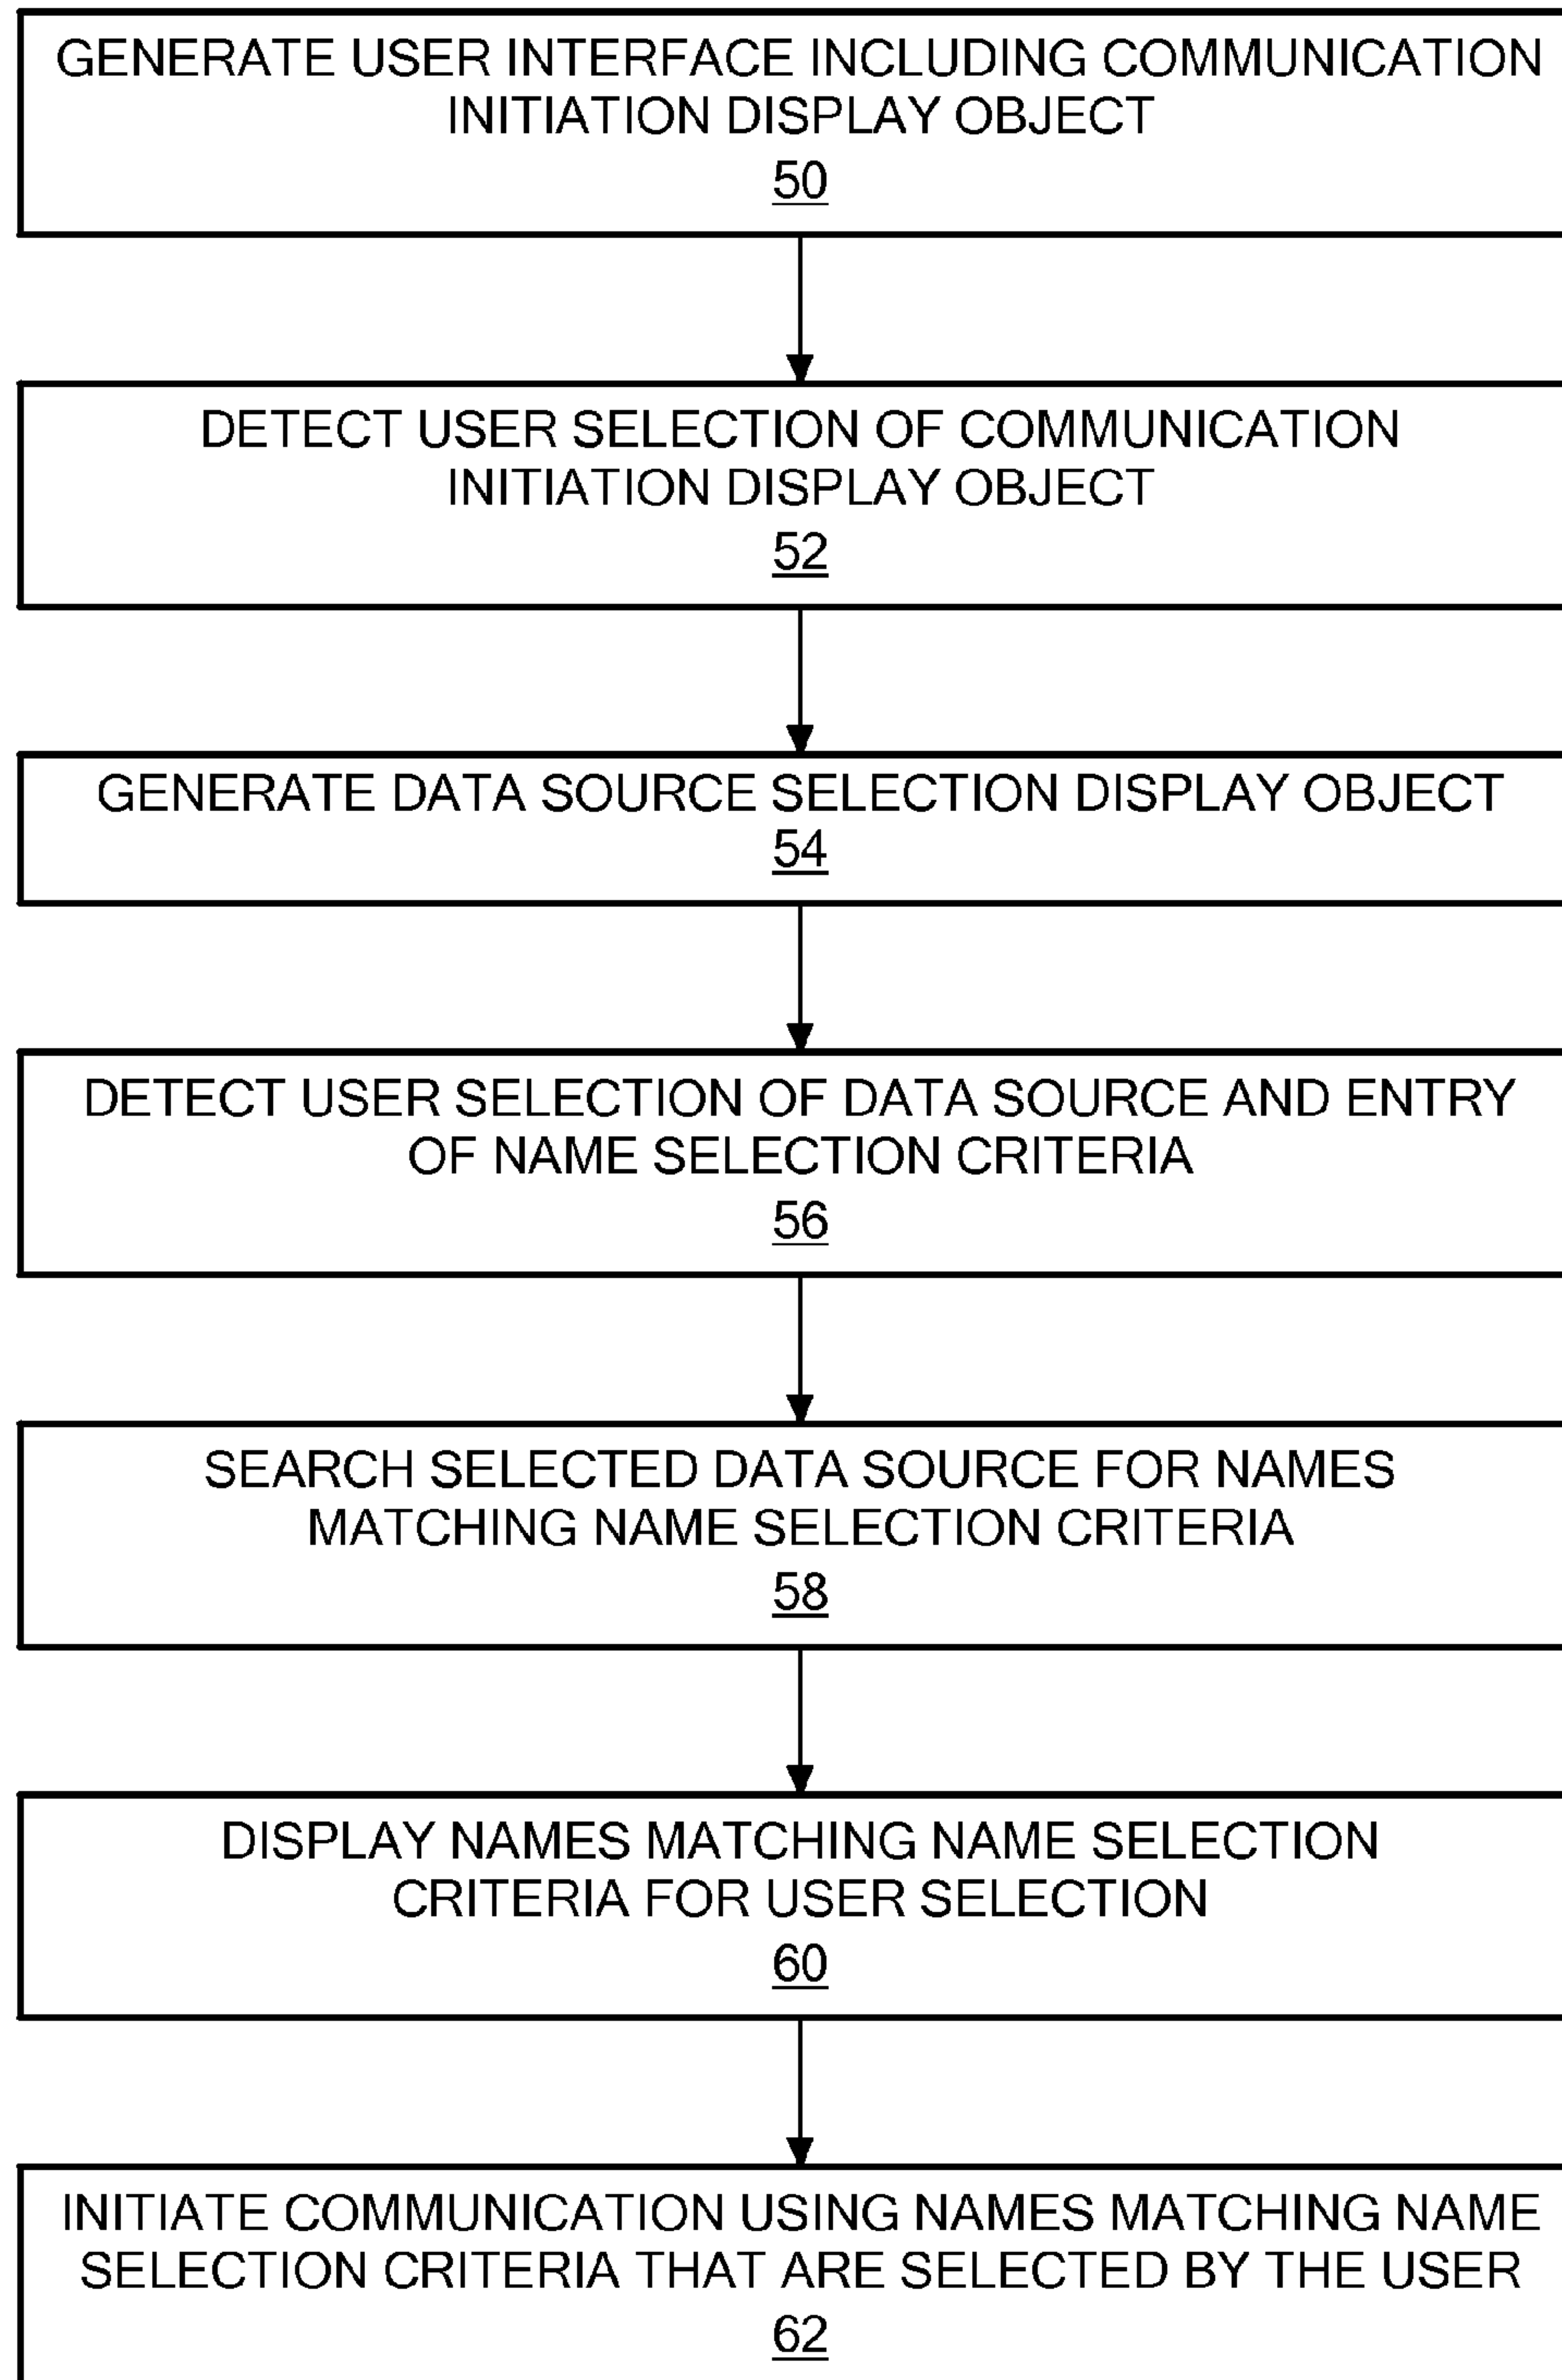 GENERATE USER INTERFACE INCLUDING COMMUNICATION
INITIATION DISPLAY OBJECT
50
DETECT USER SELECTION OF COMMUNICATION
INITIATION DISPLAY OBJECT
52
GENERATE DATA SOURCE SELECTION DISPLAY OBJECT
54
DETECT USER SELECTION OF DATA SOURCE AND ENTRY
OF NAME SELECTION CRITERIA
56
SEARCH SELECTED DATA SOURCE FOR NAMES
MATCHING NAME SELECTION CRITERIA
58
DISPLAY NAMES MATCHING NAME SELECTION
CRITERIA FOR USER SELECTION
60
INITIATE COMMUNICATION USING NAMES MATCHING NAME
SELECTION CRITERIA THAT ARE SELECTED BY THE USER
62